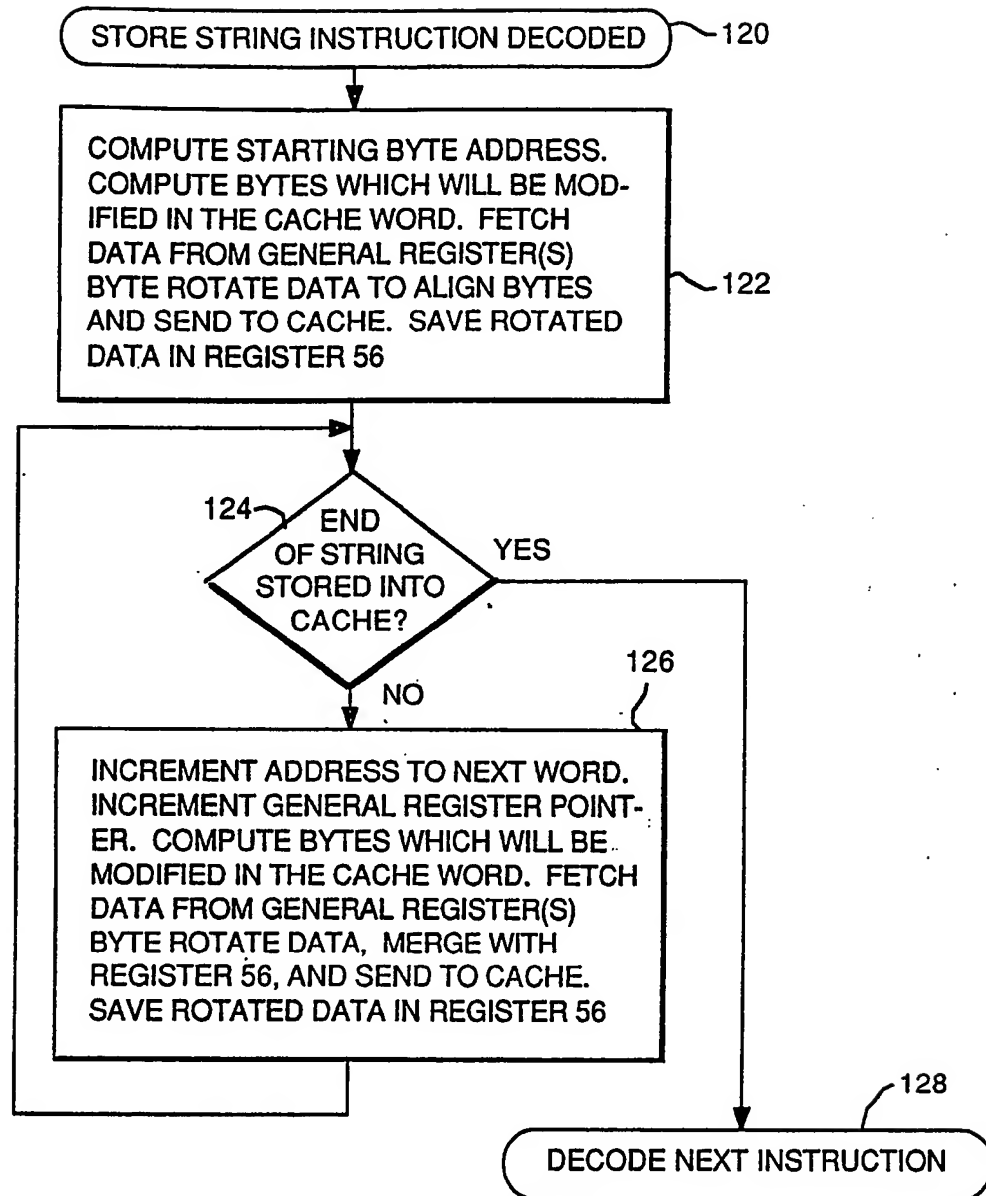 STORE STRING INSTRUCTION DECODED
120
COMPUTE STARTING BYTE ADDRESS.
COMPUTE BYTES WHICH WILL BE MOD-
IFIED IN THE CACHE WORD. FETCH
DATA FROM GENERAL REGISTER(S)
BYTE ROTATE DATA TO ALIGN BYTES
AND SEND TO CACHE. SAVE ROTATED
DATA IN REGISTER 56
122
124
END
OF STRING
STORED INTO
CACHE?
YES
NO
126
INCREMENT ADDRESS TO NEXT WORD.
INCREMENT GENERAL REGISTER POINT-
ER. COMPUTE BYTES WHICH WILL BE
MODIFIED IN THE CACHE WORD. FETCH
DATA FROM GENERAL REGISTER(S)
BYTE ROTATE DATA, MERGE WITH
REGISTER 56, AND SEND TO CACHE.
SAVE ROTATED DATA IN REGISTER 56
128
DECODE NEXT INSTRUCTION